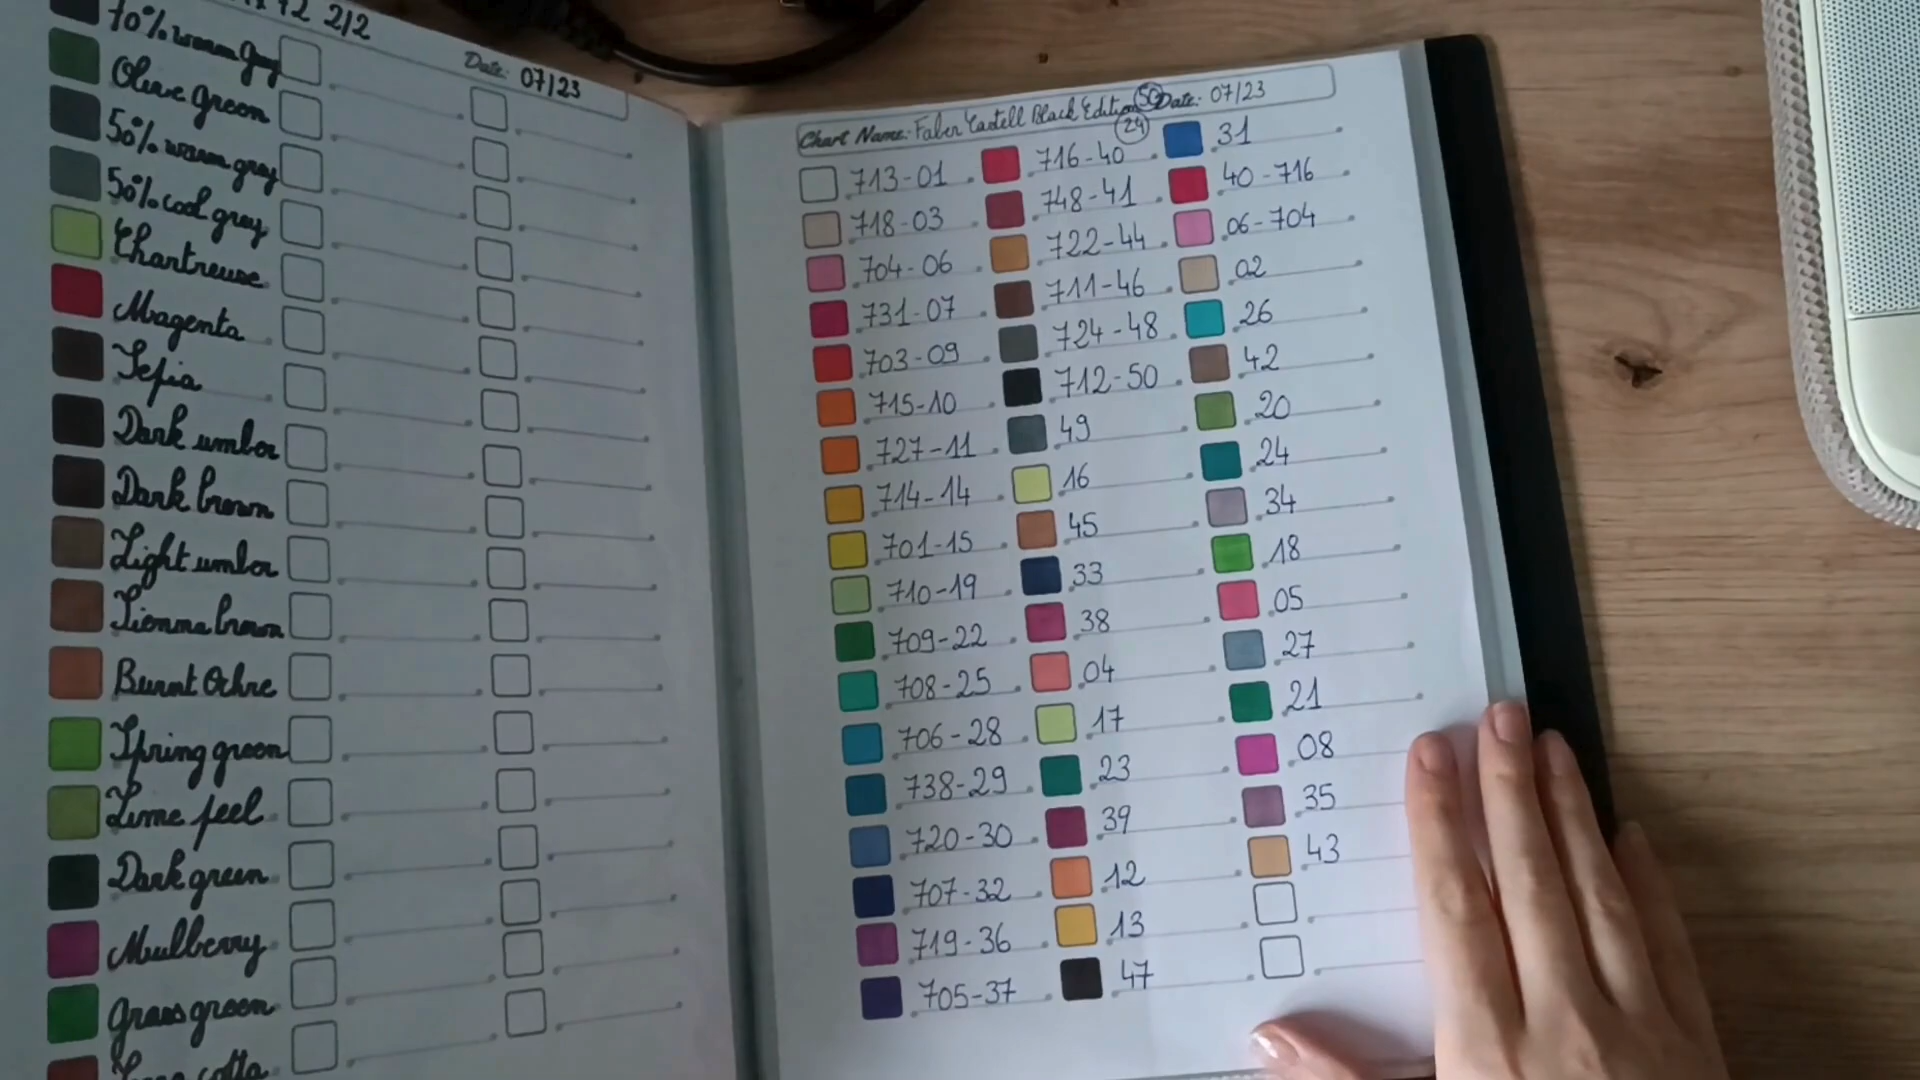 2/2
Date: 07/23
70% warm grey
Olive green
50% warm grey
50% cool grey
Chartreuse
Magenta
Sepia
Dark umber
Dark brown
Light umber
Sienna brown
Burnt Ochre
Spring green
Lime peel
Dark green
Mulberry
Grass green
Terra cotta
Chart Name: Faber Castell Black Edition 50 Date: 07/23
24
713-01
718-03
704-06
731-07
703-09
715-10
727-11
714-14
701-15
710-19
709-22
708-25
706-28
738-29
720-30
707-32
719-36
705-37
716-40
748-41
722-44
711-46
724-48
712-50
49
16
45
33
38
04
17
23
39
12
13
47
31
40-716
06-704
02
26
42
20
24
34
18
05
27
21
08
35
43